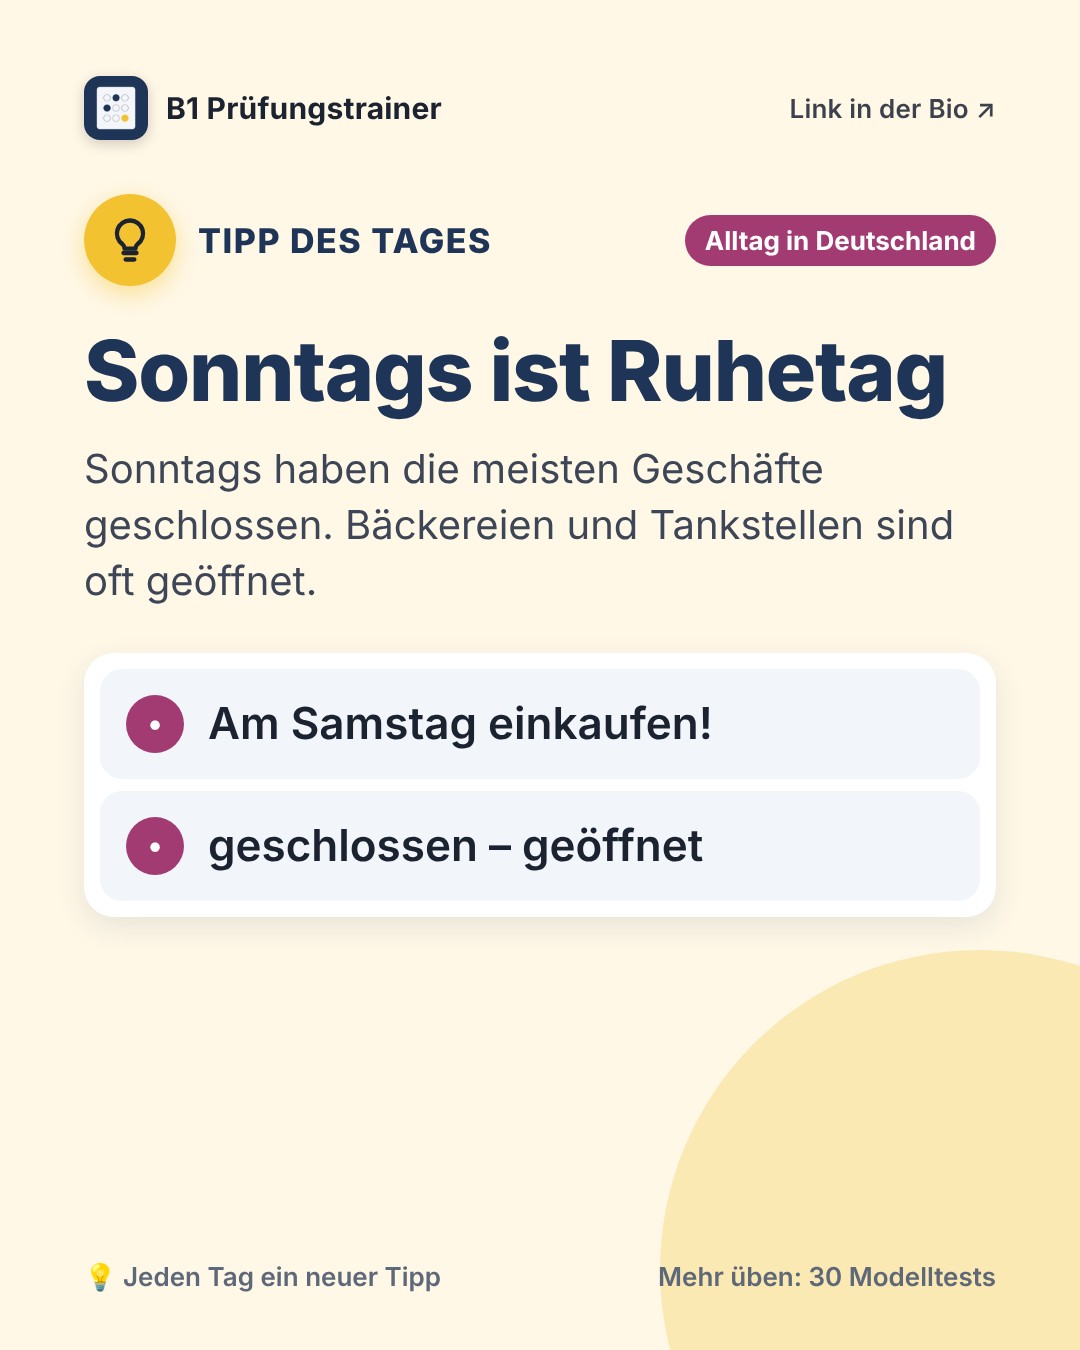 B1 Prüfungstrainer
Link in der Bio ↗
TIPP DES TAGES
Alltag in Deutschland
Sonntags ist Ruhetag
Sonntags haben die meisten Geschäfte
geschlossen. Bäckereien und Tankstellen sind
oft geöffnet.
Am Samstag einkaufen!
geschlossen – geöffnet
💡 Jeden Tag ein neuer Tipp
Mehr üben: 30 Modelltests